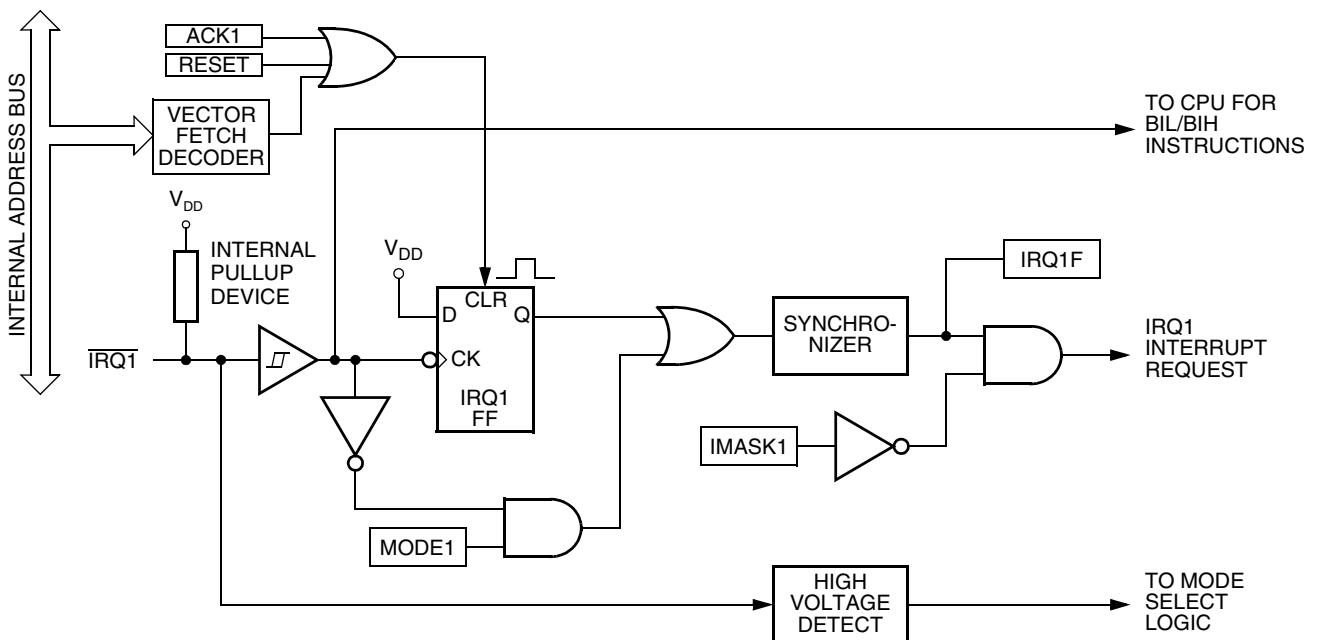 INTERNAL ADDRESS BUS
ACK1
RESET
VECTOR
FETCH
DECODER
TO CPU FOR
BIL/BIH
INSTRUCTIONS
VDD
INTERNAL
PULLUP
DEVICE
VDD
CLR
D
Q
CK
IRQ1
FF
IRQ1
SYNCHRO-
NIZER
IRQ1F
IRQ1
INTERRUPT
REQUEST
IMASK1
MODE1
HIGH
VOLTAGE
DETECT
TO MODE
SELECT
LOGIC